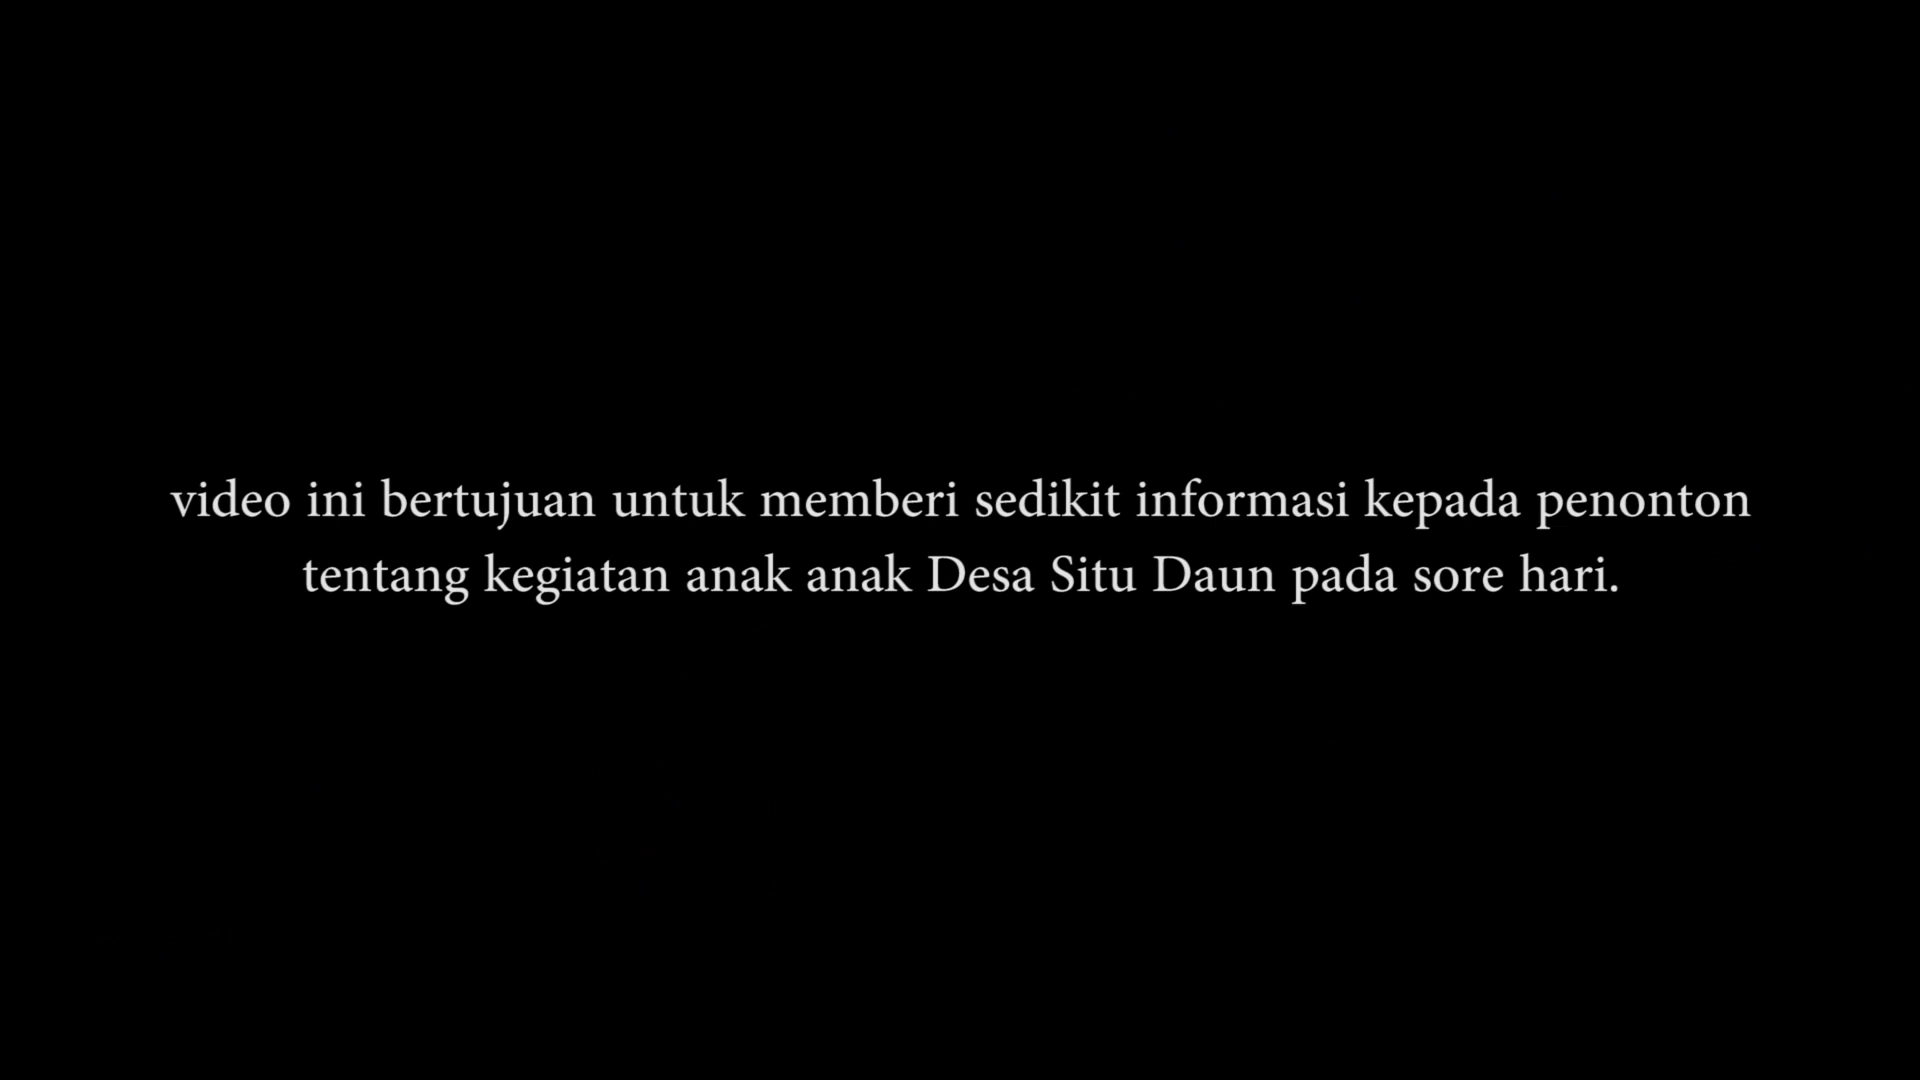 video ini bertujuan untuk memberi sedikit informasi kepada penonton
tentang kegiatan anak anak Desa Situ Daun pada sore hari.